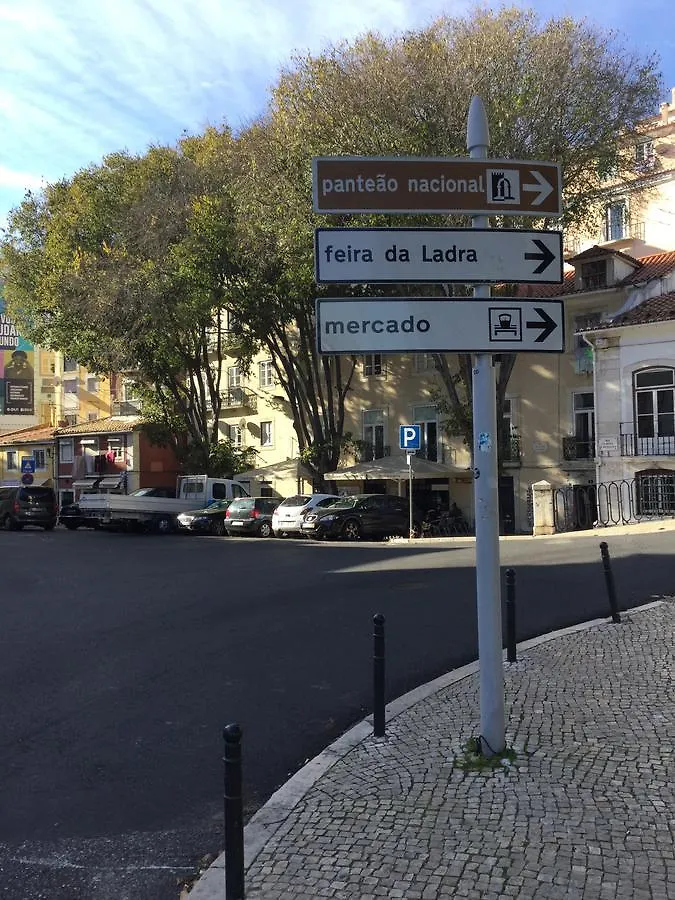 panteão nacional
feira da Ladra
mercado
P